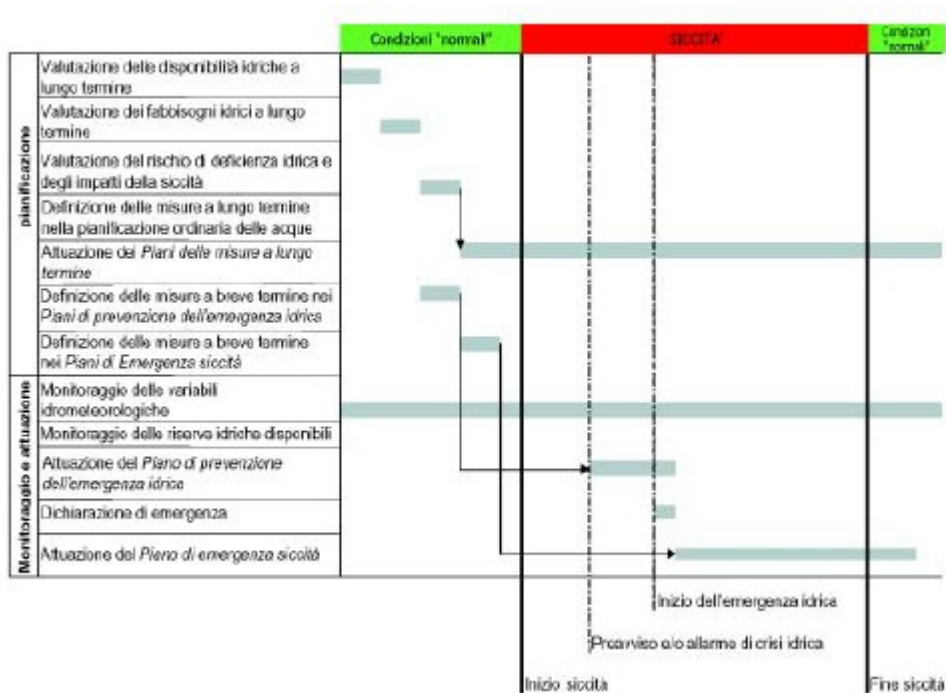 Condizioni "normali"
SICCITA'
Condizioni
"normali"
pianificazione
Valutazione delle disponibilità idriche a
lungo termine
Valutazione dei fabbisogni idrici a lungo
termine
Valutazione del rischio di deficienza idrica e
degli impatti della siccità
Definizione delle misure a lungo termine
nella pianificazione ordinaria delle acque
Attuazione dei Piani delle misure a lungo
termine
Definizione delle misure a breve termine nei
Piani di prevenzione dell'emergenza idrica
Definizione delle misure a breve termine
nei Piani di Emergenza siccità
Monitoraggio e attuazione
Monitoraggio delle variabili
idrometeorologiche
Monitoraggio delle riserve idriche disponibili
Attuazione del Piano di prevenzione
dell'emergenza idrica
Dichiarazione di emergenza
Attuazione del Piano di emergenza siccità
Inizio dell'emergenza idrica
Preavviso e/o allarme di crisi idrica
Inizio siccità
Fine siccità